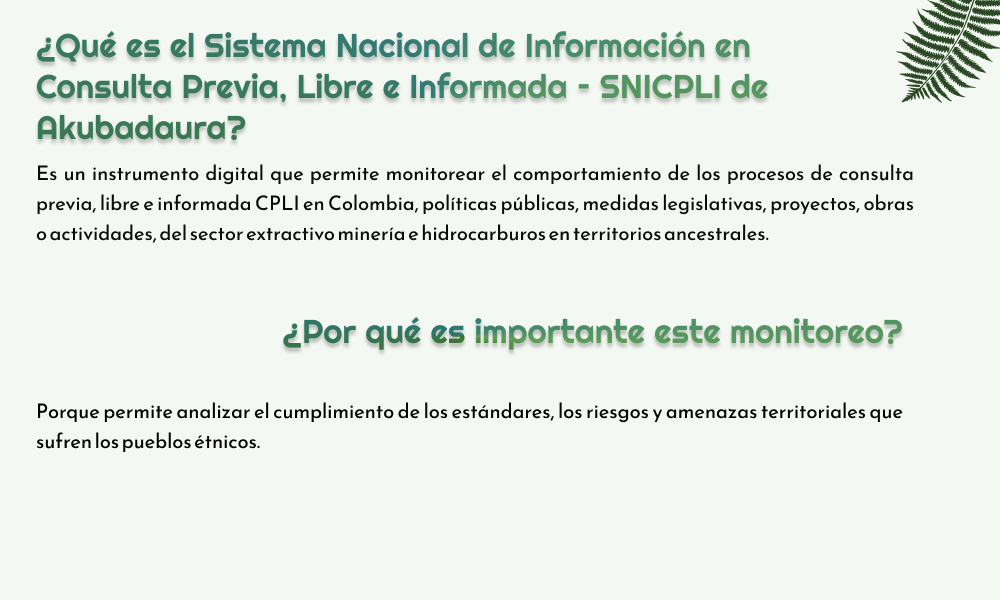 ¿Qué es el Sistema Nacional de Información en
Consulta Previa, Libre e Informada - SNICPLI de
Akubadaura?
Es un instrumento digital que permite monitorear el comportamiento de los procesos de consulta
previa, libre e informada CPLI en Colombia, políticas públicas, medidas legislativas, proyectos, obras
o actividades, del sector extractivo minería e hidrocarburos en territorios ancestrales.
¿Por qué es importante este monitoreo?
Porque permite analizar el cumplimiento de los estándares, los riesgos y amenazas territoriales que
sufren los pueblos étnicos.